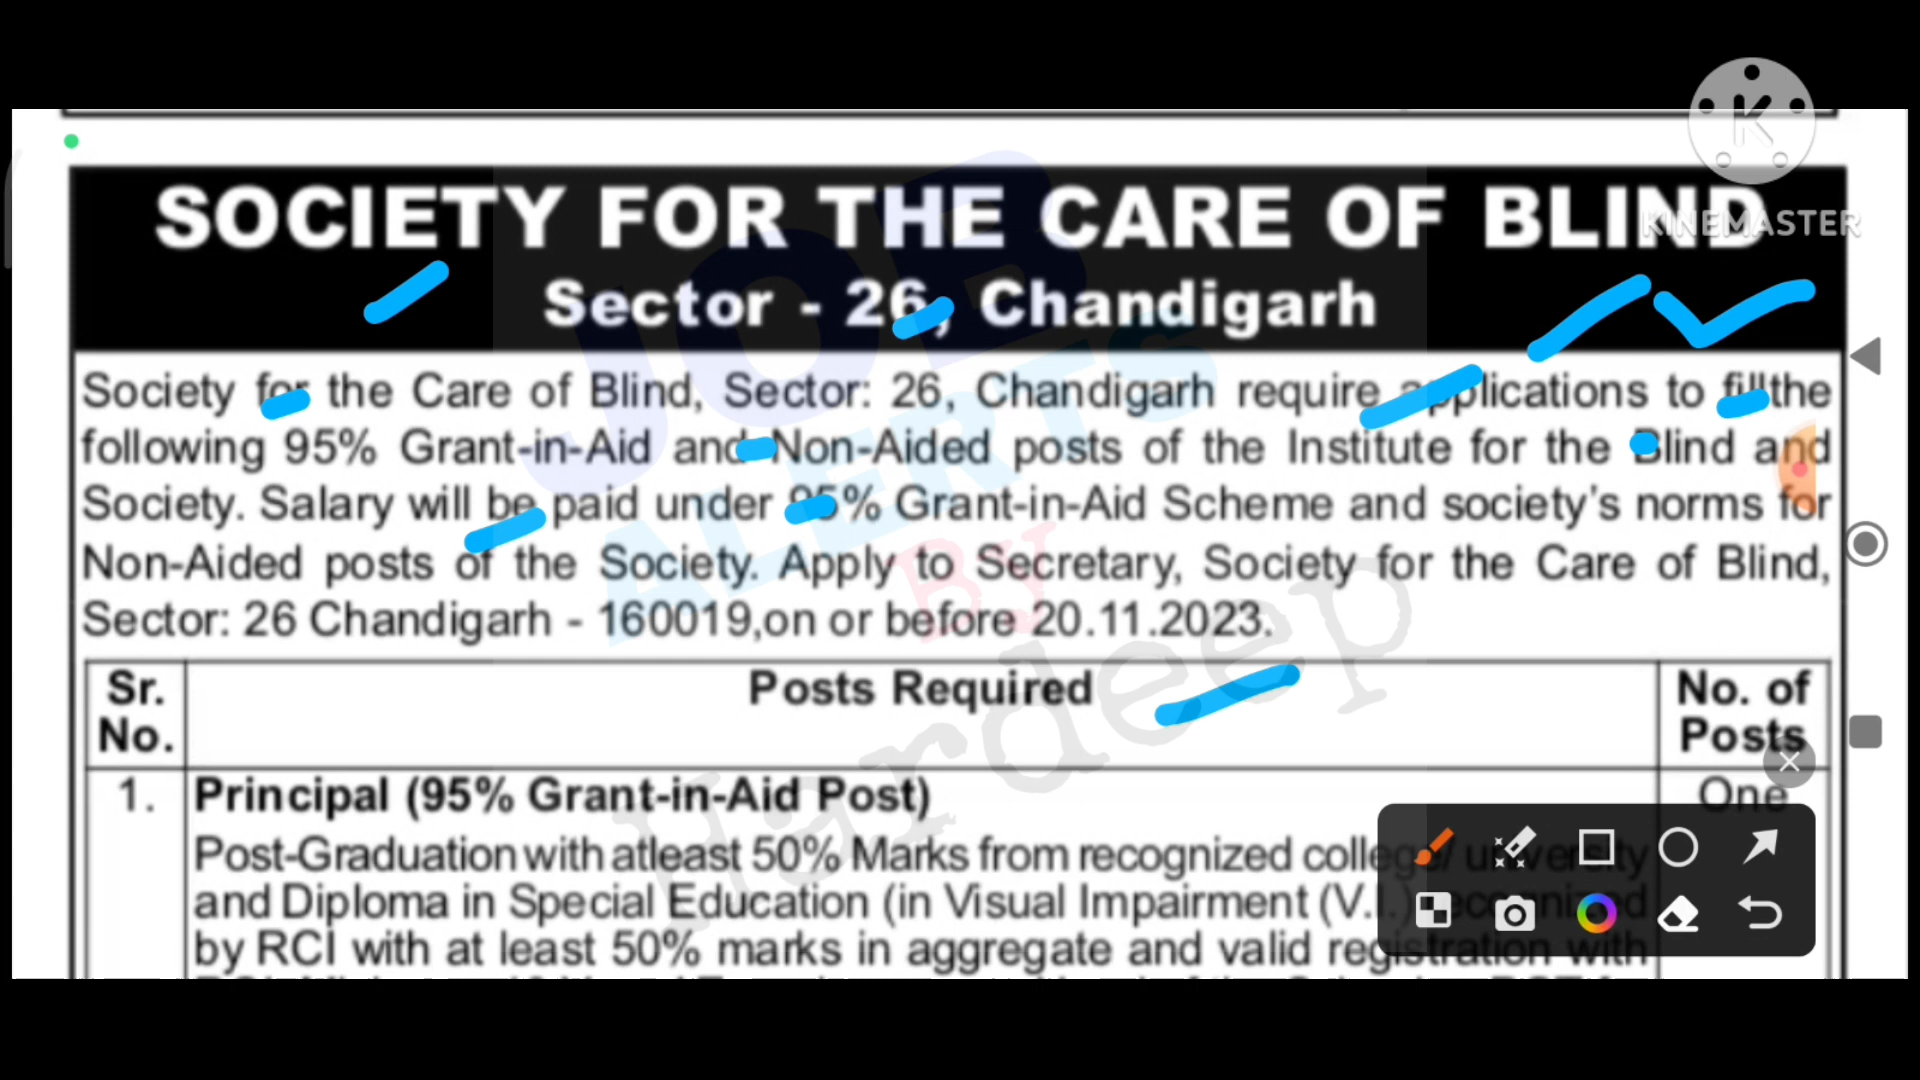 KINEMASTER
SOCIETY FOR THE CARE OF BLIND
Sector - 26, Chandigarh
Society for the Care of Blind, Sector: 26, Chandigarh require applications to fillthe
following 95% Grant-in-Aid and Non-Aided posts of the Institute for the Blind and
Society. Salary will be paid under 95% Grant-in-Aid Scheme and society's norms for
Non-Aided posts of the Society. Apply to Secretary, Society for the Care of Blind,
Sector: 26 Chandigarh - 160019,on or before 20.11.2023.
Sr. No.
Posts Required
No. of Posts
1.
Principal (95% Grant-in-Aid Post)
One
Post-Graduation with atleast 50% Marks from recognized college/ university
and Diploma in Special Education (in Visual Impairment (V.I.) recognized
by RCI with at least 50% marks in aggregate and valid registration with
JOB
ALERTS
BY
Hardeep